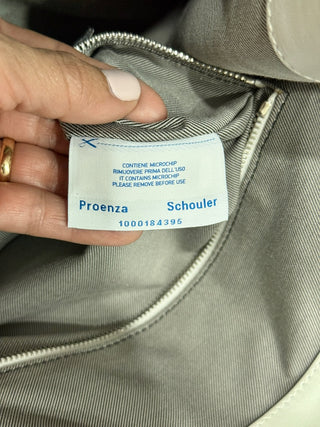 CONTIENE MICROCHIP
RIMUOVERE PRIMA DELL'USO
IT CONTAINS MICROCHIP
PLEASE REMOVE BEFORE USE
Proenza Schouler
1000184395